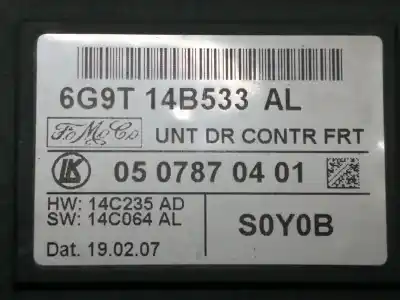 6G9T 14B533 AL
FoMoCo UNT DR CONTR FRT
LK 05 0787 04 01
HW: 14C235 AD
SW: 14C064 AL
S0Y0B
Dat. 19.02.07